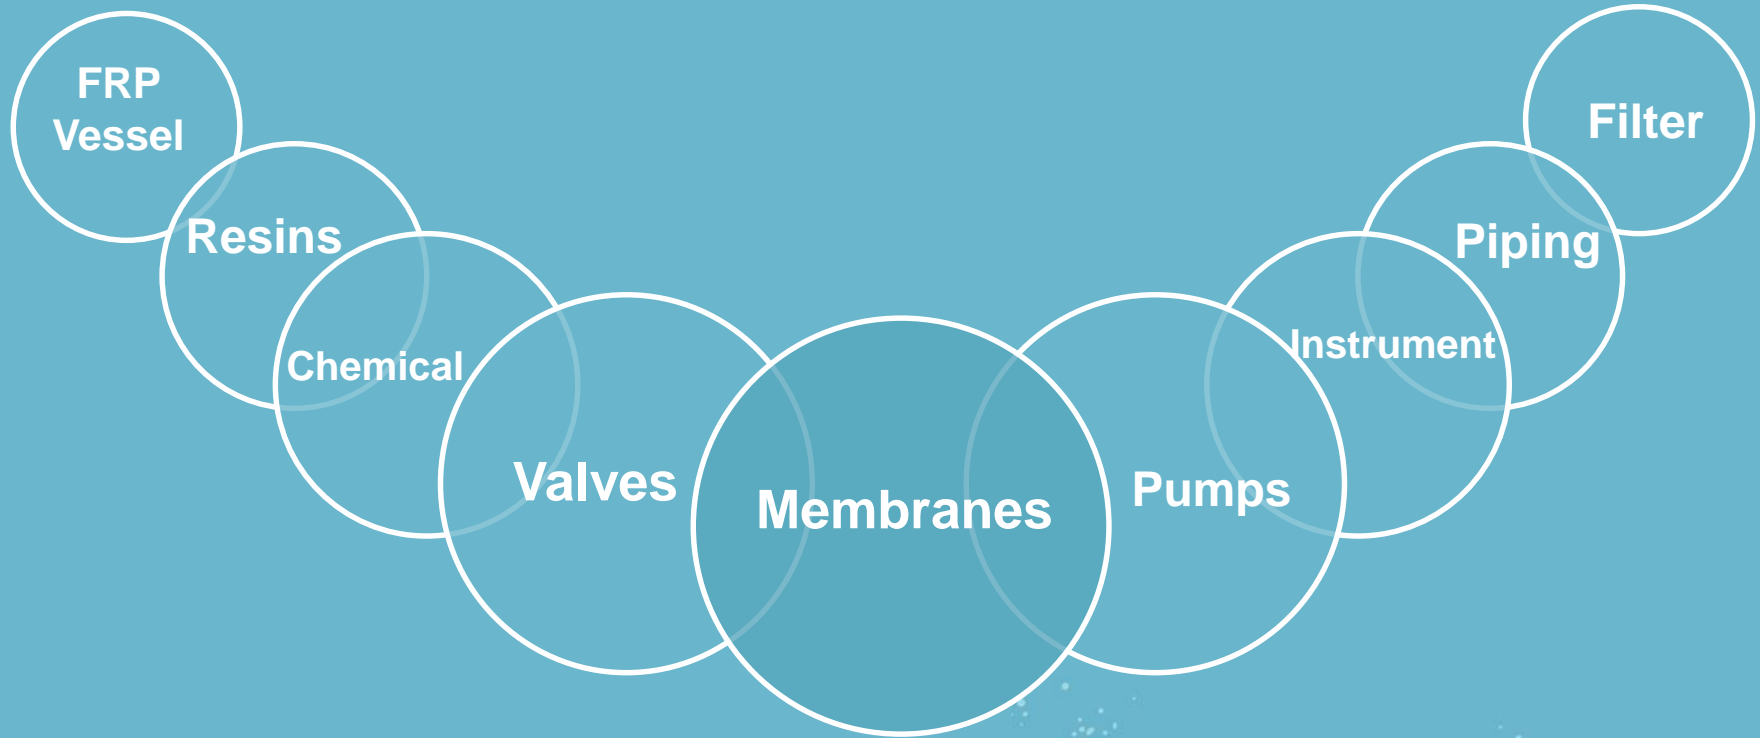 FRP
Vessel
Resins
Chemical
Valves
Membranes
Pumps
Instrument
Piping
Filter